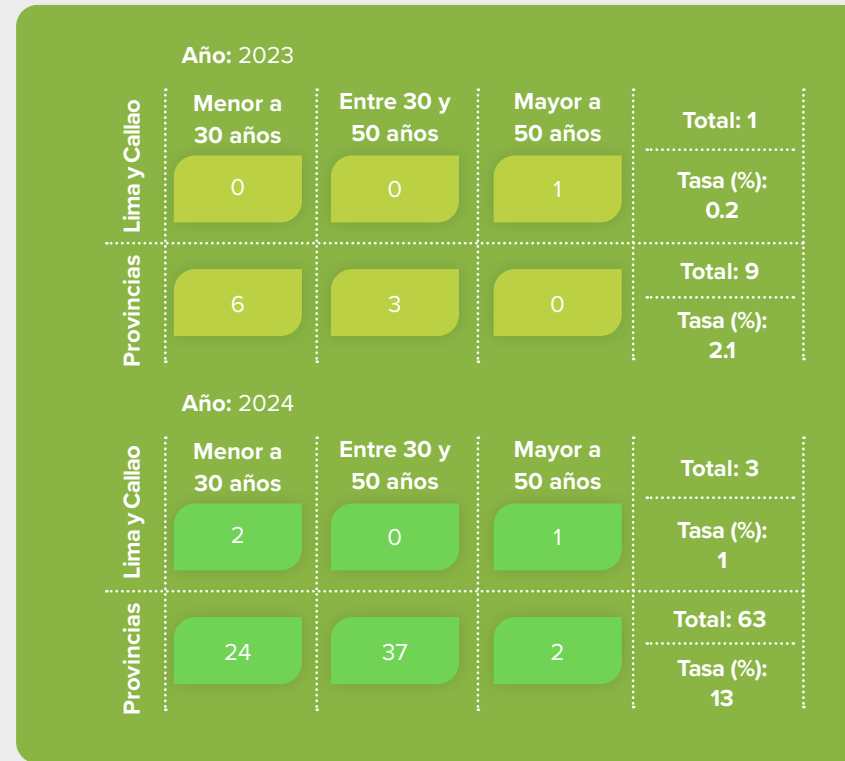 Año: 2023
Lima y Callao
Menor a
30 años
Entre 30 y
50 años
Mayor a
50 años
Total: 1
0
0
1
Tasa (%):
0.2
Provincias
6
3
0
Total: 9
Tasa (%):
2.1
Año: 2024
Lima y Callao
Menor a
30 años
Entre 30 y
50 años
Mayor a
50 años
Total: 3
2
0
1
Tasa (%):
1
Provincias
24
37
2
Total: 63
Tasa (%):
13